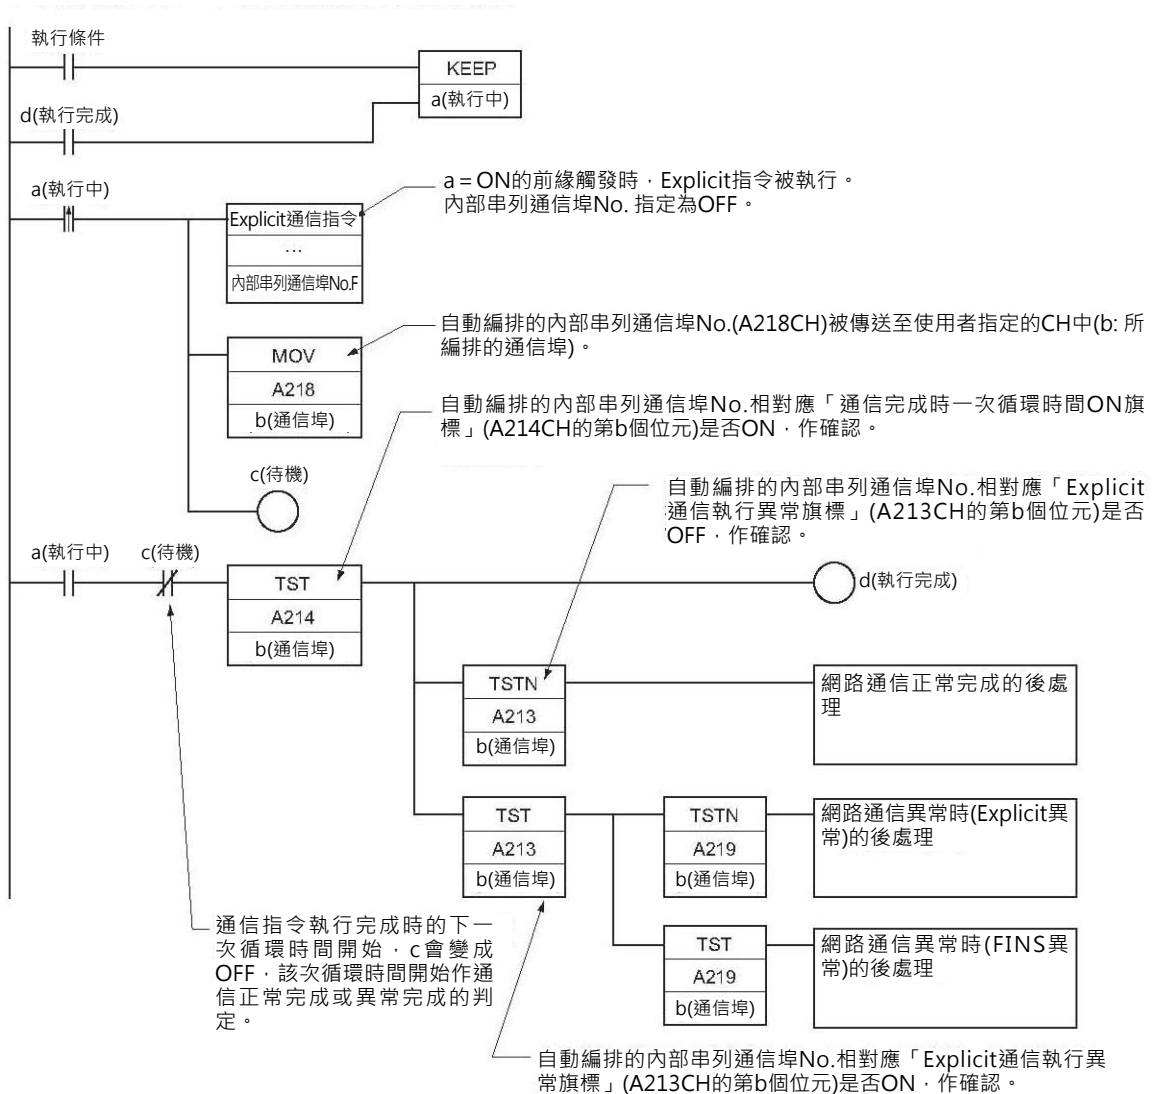 執行條件
KEEP
a(執行中)
d(執行完成)
a(執行中)
a=ON的前緣觸發時,Explicit指令被執行。
內部串列通信埠No. 指定為OFF。
Explicit通信指令
…
內部串列通信埠No.F
自動編排的內部串列通信埠No.(A218CH)被傳送至使用者指定的CH中(b: 所
編排的通信埠)。
MOV
A218
b(通信埠)
自動編排的內部串列通信埠No.相對應「通信完成時一次循環時間ON旗
標」(A214CH的第b個位元)是否ON,作確認。
c(待機)
自動編排的內部串列通信埠No.相對應「Explicit
通信執行異常旗標」(A213CH的第b個位元)是否
OFF,作確認。
a(執行中)
c(待機)
TST
A214
b(通信埠)
d(執行完成)
TSTN
A213
b(通信埠)
網路通信正常完成的後處
理
TST
A213
b(通信埠)
TSTN
A219
b(通信埠)
網路通信異常時(Explicit異
常)的後處理
TST
A219
b(通信埠)
網路通信異常時(FINS異
常)的後處理
通信指令執行完成時的下一
次循環時間開始,c會變成
OFF,該次循環時間開始作通
信正常完成或異常完成的判
定。
自動編排的內部串列通信埠No.相對應「Explicit通信執行異
常旗標」(A213CH的第b個位元)是否ON,作確認。